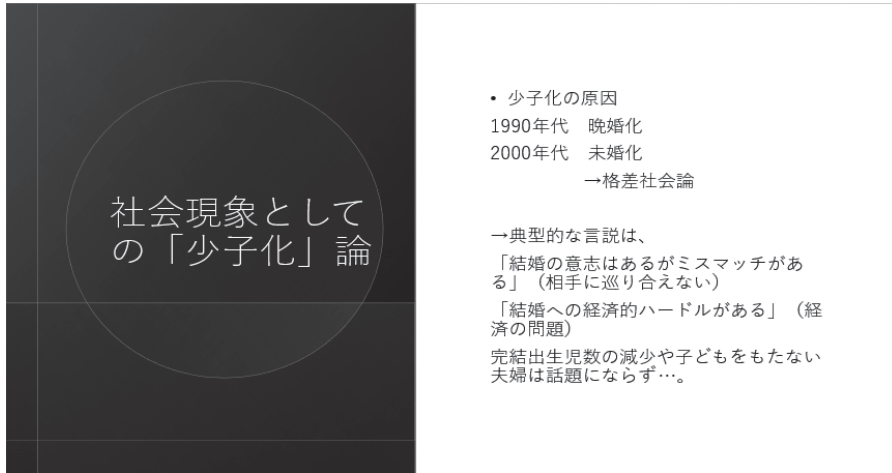 社会現象として
の「少子化」論
• 少子化の原因
1990年代　晩婚化
2000年代　未婚化
→格差社会論
→典型的な言説は、
「結婚の意志はあるがミスマッチがあ
る」（相手に巡り合えない）
「結婚への経済的ハードルがある」（経
済の問題）
完結出生児数の減少や子どもをもたない
夫婦は話題にならず…。